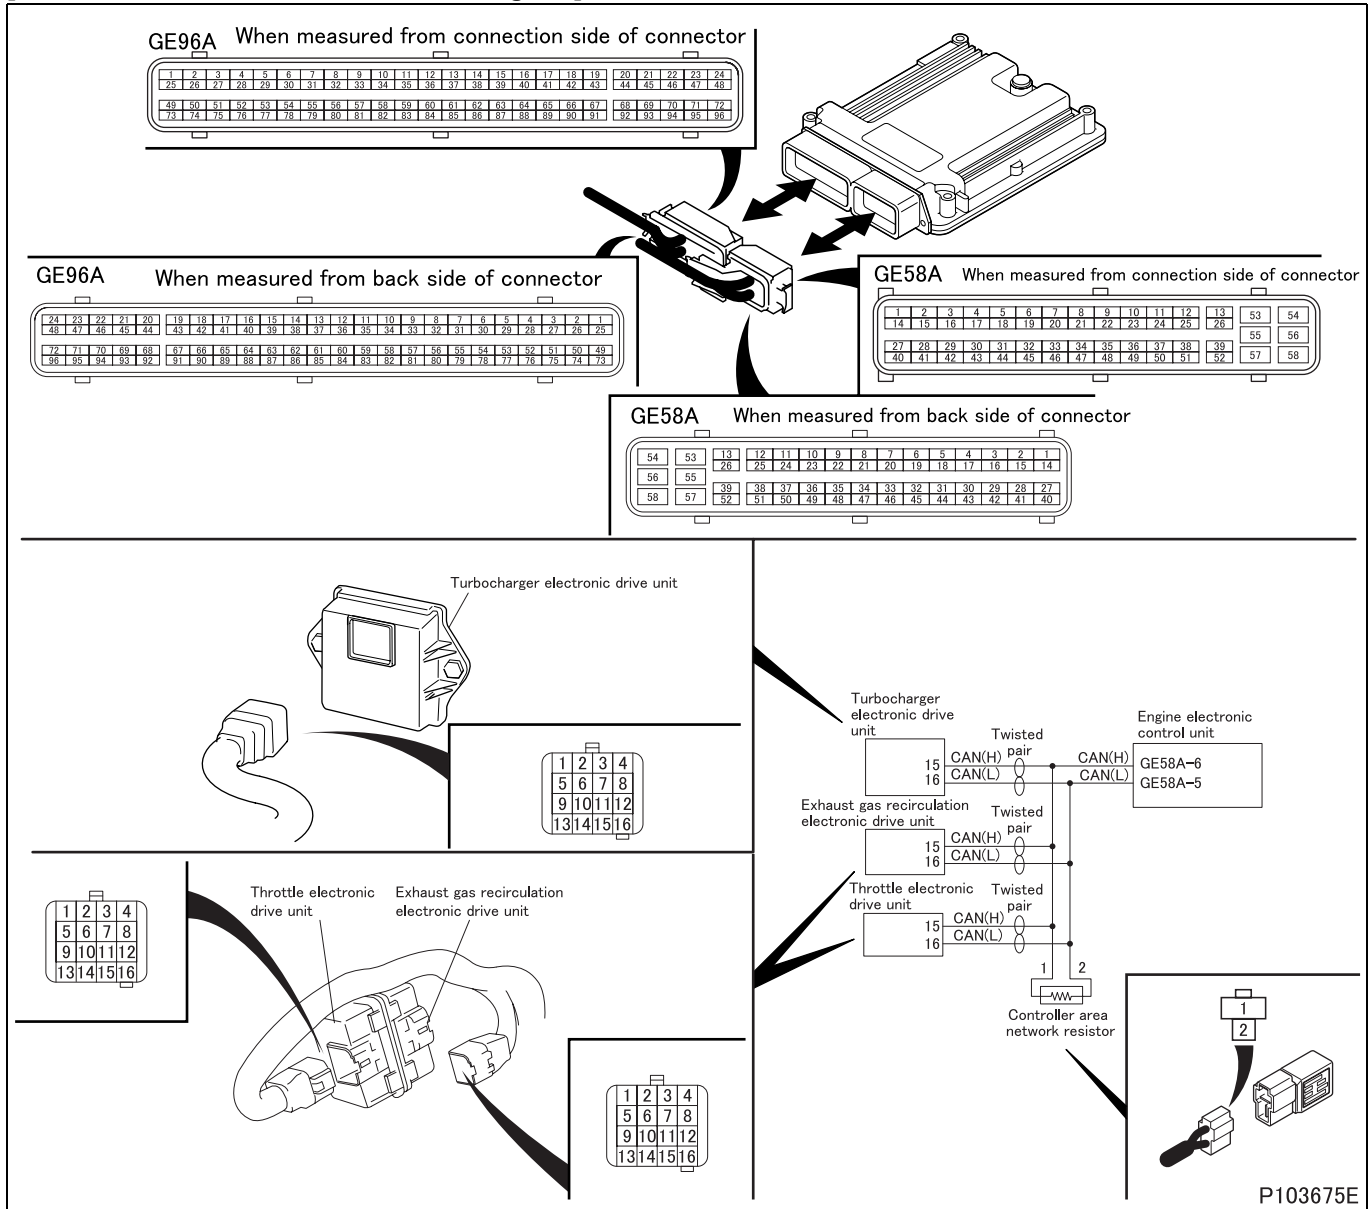 GE96A When measured from connection side of connector
1 2 3 4 5 6 7 8 9 10 11 12 13 14 15 16 17 18 19 20 21 22 23 24
25 26 27 28 29 30 31 32 33 34 35 36 37 38 39 40 41 42 43 44 45 46 47 48
49 50 51 52 53 54 55 56 57 58 59 60 61 62 63 64 65 66 67 68 69 70 71 72
73 74 75 76 77 78 79 80 81 82 83 84 85 86 87 88 89 90 91 92 93 94 95 96
GE96A When measured from back side of connector
24 23 22 21 20 19 18 17 16 15 14 13 12 11 10 9 8 7 6 5 4 3 2 1
48 47 46 45 44 43 42 41 40 39 38 37 36 35 34 33 32 31 30 29 28 27 26 25
72 71 70 69 68 67 66 65 64 63 62 61 60 59 58 57 56 55 54 53 52 51 50 49
96 95 94 93 92 91 90 89 88 87 86 85 84 83 82 81 80 79 78 77 76 75 74 73
GE58A When measured from connection side of connector
1 2 3 4 5 6 7 8 9 10 11 12 13 53 54
14 15 16 17 18 19 20 21 22 23 24 25 26
55 56
27 28 29 30 31 32 33 34 35 36 37 38 39
40 41 42 43 44 45 46 47 48 49 50 51 52 57 58
GE58A When measured from back side of connector
54 53 13 12 11 10 9 8 7 6 5 4 3 2 1
26 25 24 23 22 21 20 19 18 17 16 15 14
56 55
39 38 37 36 35 34 33 32 31 30 29 28 27
58 57 52 51 50 49 48 47 46 45 44 43 42 41 40
Turbocharger electronic drive unit
1 2 3 4
5 6 7 8
9 10 11 12
13 14 15 16
Throttle electronic
drive unit
Exhaust gas recirculation
electronic drive unit
1 2 3 4
5 6 7 8
9 10 11 12
13 14 15 16
1 2 3 4
5 6 7 8
9 10 11 12
13 14 15 16
Turbocharger
electronic drive
unit
15 CAN(H)
16 CAN(L)
Twisted
pair
CAN(H)
CAN(L)
Engine electronic
control unit
GE58A-6
GE58A-5
Exhaust gas recirculation
electronic drive unit
15 CAN(H)
16 CAN(L)
Twisted
pair
Throttle electronic
drive unit
15 CAN(H)
16 CAN(L)
Twisted
pair
1 2
Controller area
network resistor
1
2
P103675E